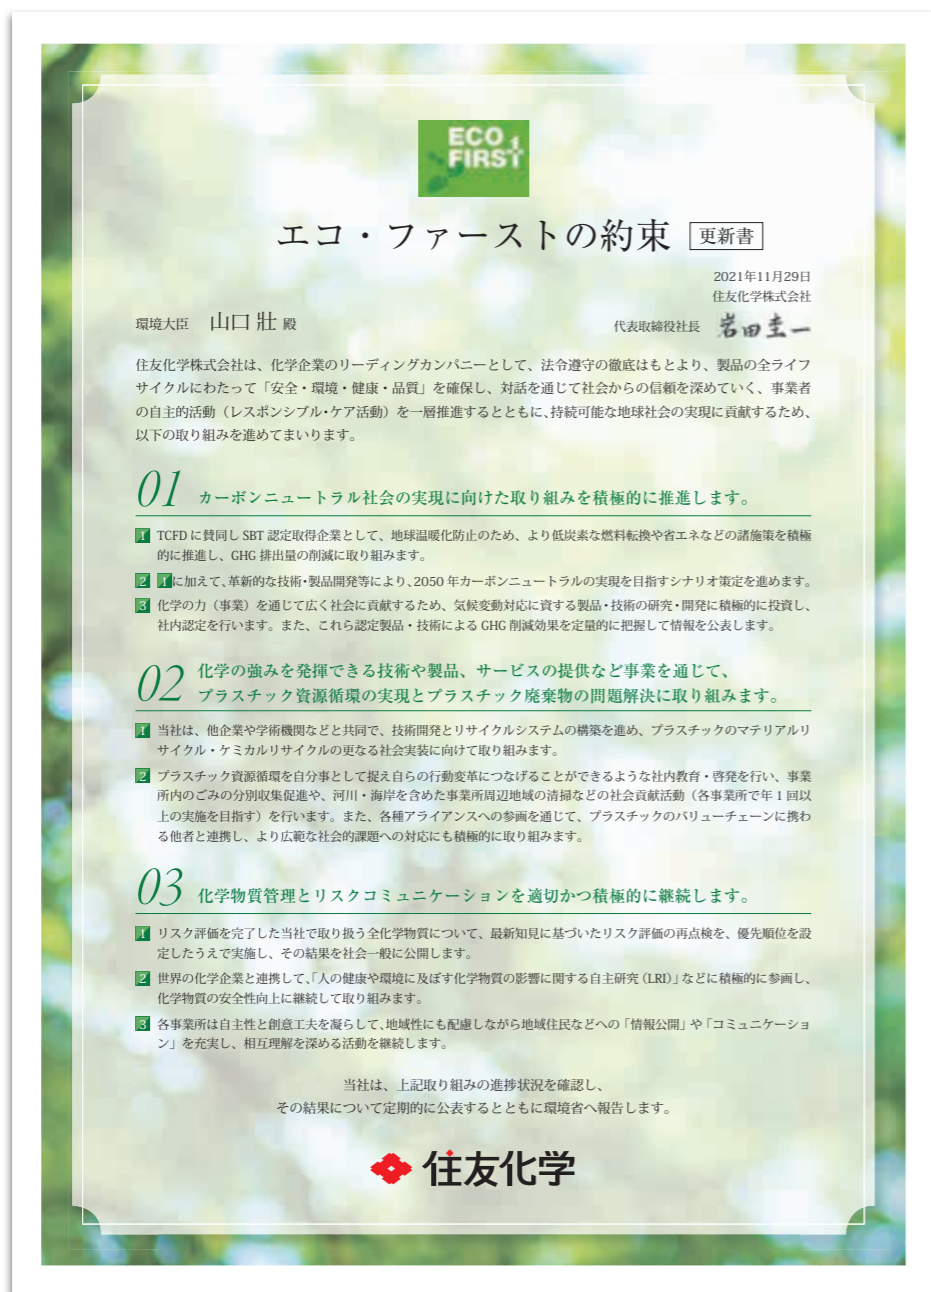 ECO
FIRST
エコ・ファーストの約束 更新書
2021年11月29日
住友化学株式会社
環境大臣 山口 壯 殿
代表取締役社長 岩田圭一
住友化学株式会社は、化学企業のリーディングカンパニーとして、法令遵守の徹底はもとより、製品の全ライフ
サイクルにわたって「安全・環境・健康・品質」を確保し、対話を通じて社会からの信頼を深めていく、事業者
の自主的活動（レスポンシブル・ケア活動）を一層推進するとともに、持続可能な地球社会の実現に貢献するため、
以下の取り組みを進めてまいります。
01 カーボンニュートラル社会の実現に向けた取り組みを積極的に推進します。
1 TCFD に賛同し SBT 認定取得企業として、地球温暖化防止のため、より低炭素な燃料転換や省エネなどの諸施策を積極
的に推進し、GHG 排出量の削減に取り組みます。
2 1に加えて、革新的な技術・製品開発等により、2050 年カーボンニュートラルの実現を目指すシナリオ策定を進めます。
3 化学の力（事業）を通じて広く社会に貢献するため、気候変動対応に資する製品・技術の研究・開発に積極的に投資し、
社内認定を行います。また、これら認定製品・技術による GHG 削減効果を定量的に把握して情報を公表します。
02 化学の強みを発揮できる技術や製品、サービスの提供など事業を通じて、
プラスチック資源循環の実現とプラスチック廃棄物の問題解決に取り組みます。
1 当社は、他企業や学術機関などと共同で、技術開発とリサイクルシステムの構築を進め、プラスチックのマテリアルリ
サイクル・ケミカルリサイクルの更なる社会実装に向けて取り組みます。
2 プラスチック資源循環を自分事として捉え自らの行動変革につなげることができるような社内教育・啓発を行い、事業
所内のごみの分別収集促進や、河川・海岸を含めた事業所周辺地域の清掃などの社会貢献活動（各事業所で年 1 回以
上の実施を目指す）を行います。また、各種アライアンスへの参画を通じて、プラスチックのバリューチェーンに携わ
る他者と連携し、より広範な社会的課題への対応にも積極的に取り組みます。
03 化学物質管理とリスクコミュニケーションを適切かつ積極的に継続します。
1 リスク評価を完了した当社で取り扱う全化学物質について、最新知見に基づいたリスク評価の再点検を、優先順位を設
定したうえで実施し、その結果を社会一般に公開します。
2 世界の化学企業と連携して、「人の健康や環境に及ぼす化学物質の影響に関する自主研究（LRI）」などに積極的に参画し、
化学物質の安全性向上に継続して取り組みます。
3 各事業所は自主性と創意工夫を凝らして、地域性にも配慮しながら地域住民などへの「情報公開」や「コミュニケーショ
ン」を充実し、相互理解を深める活動を継続します。
当社は、上記取り組みの進捗状況を確認し、
その結果について定期的に公表するとともに環境省へ報告します。
住友化学